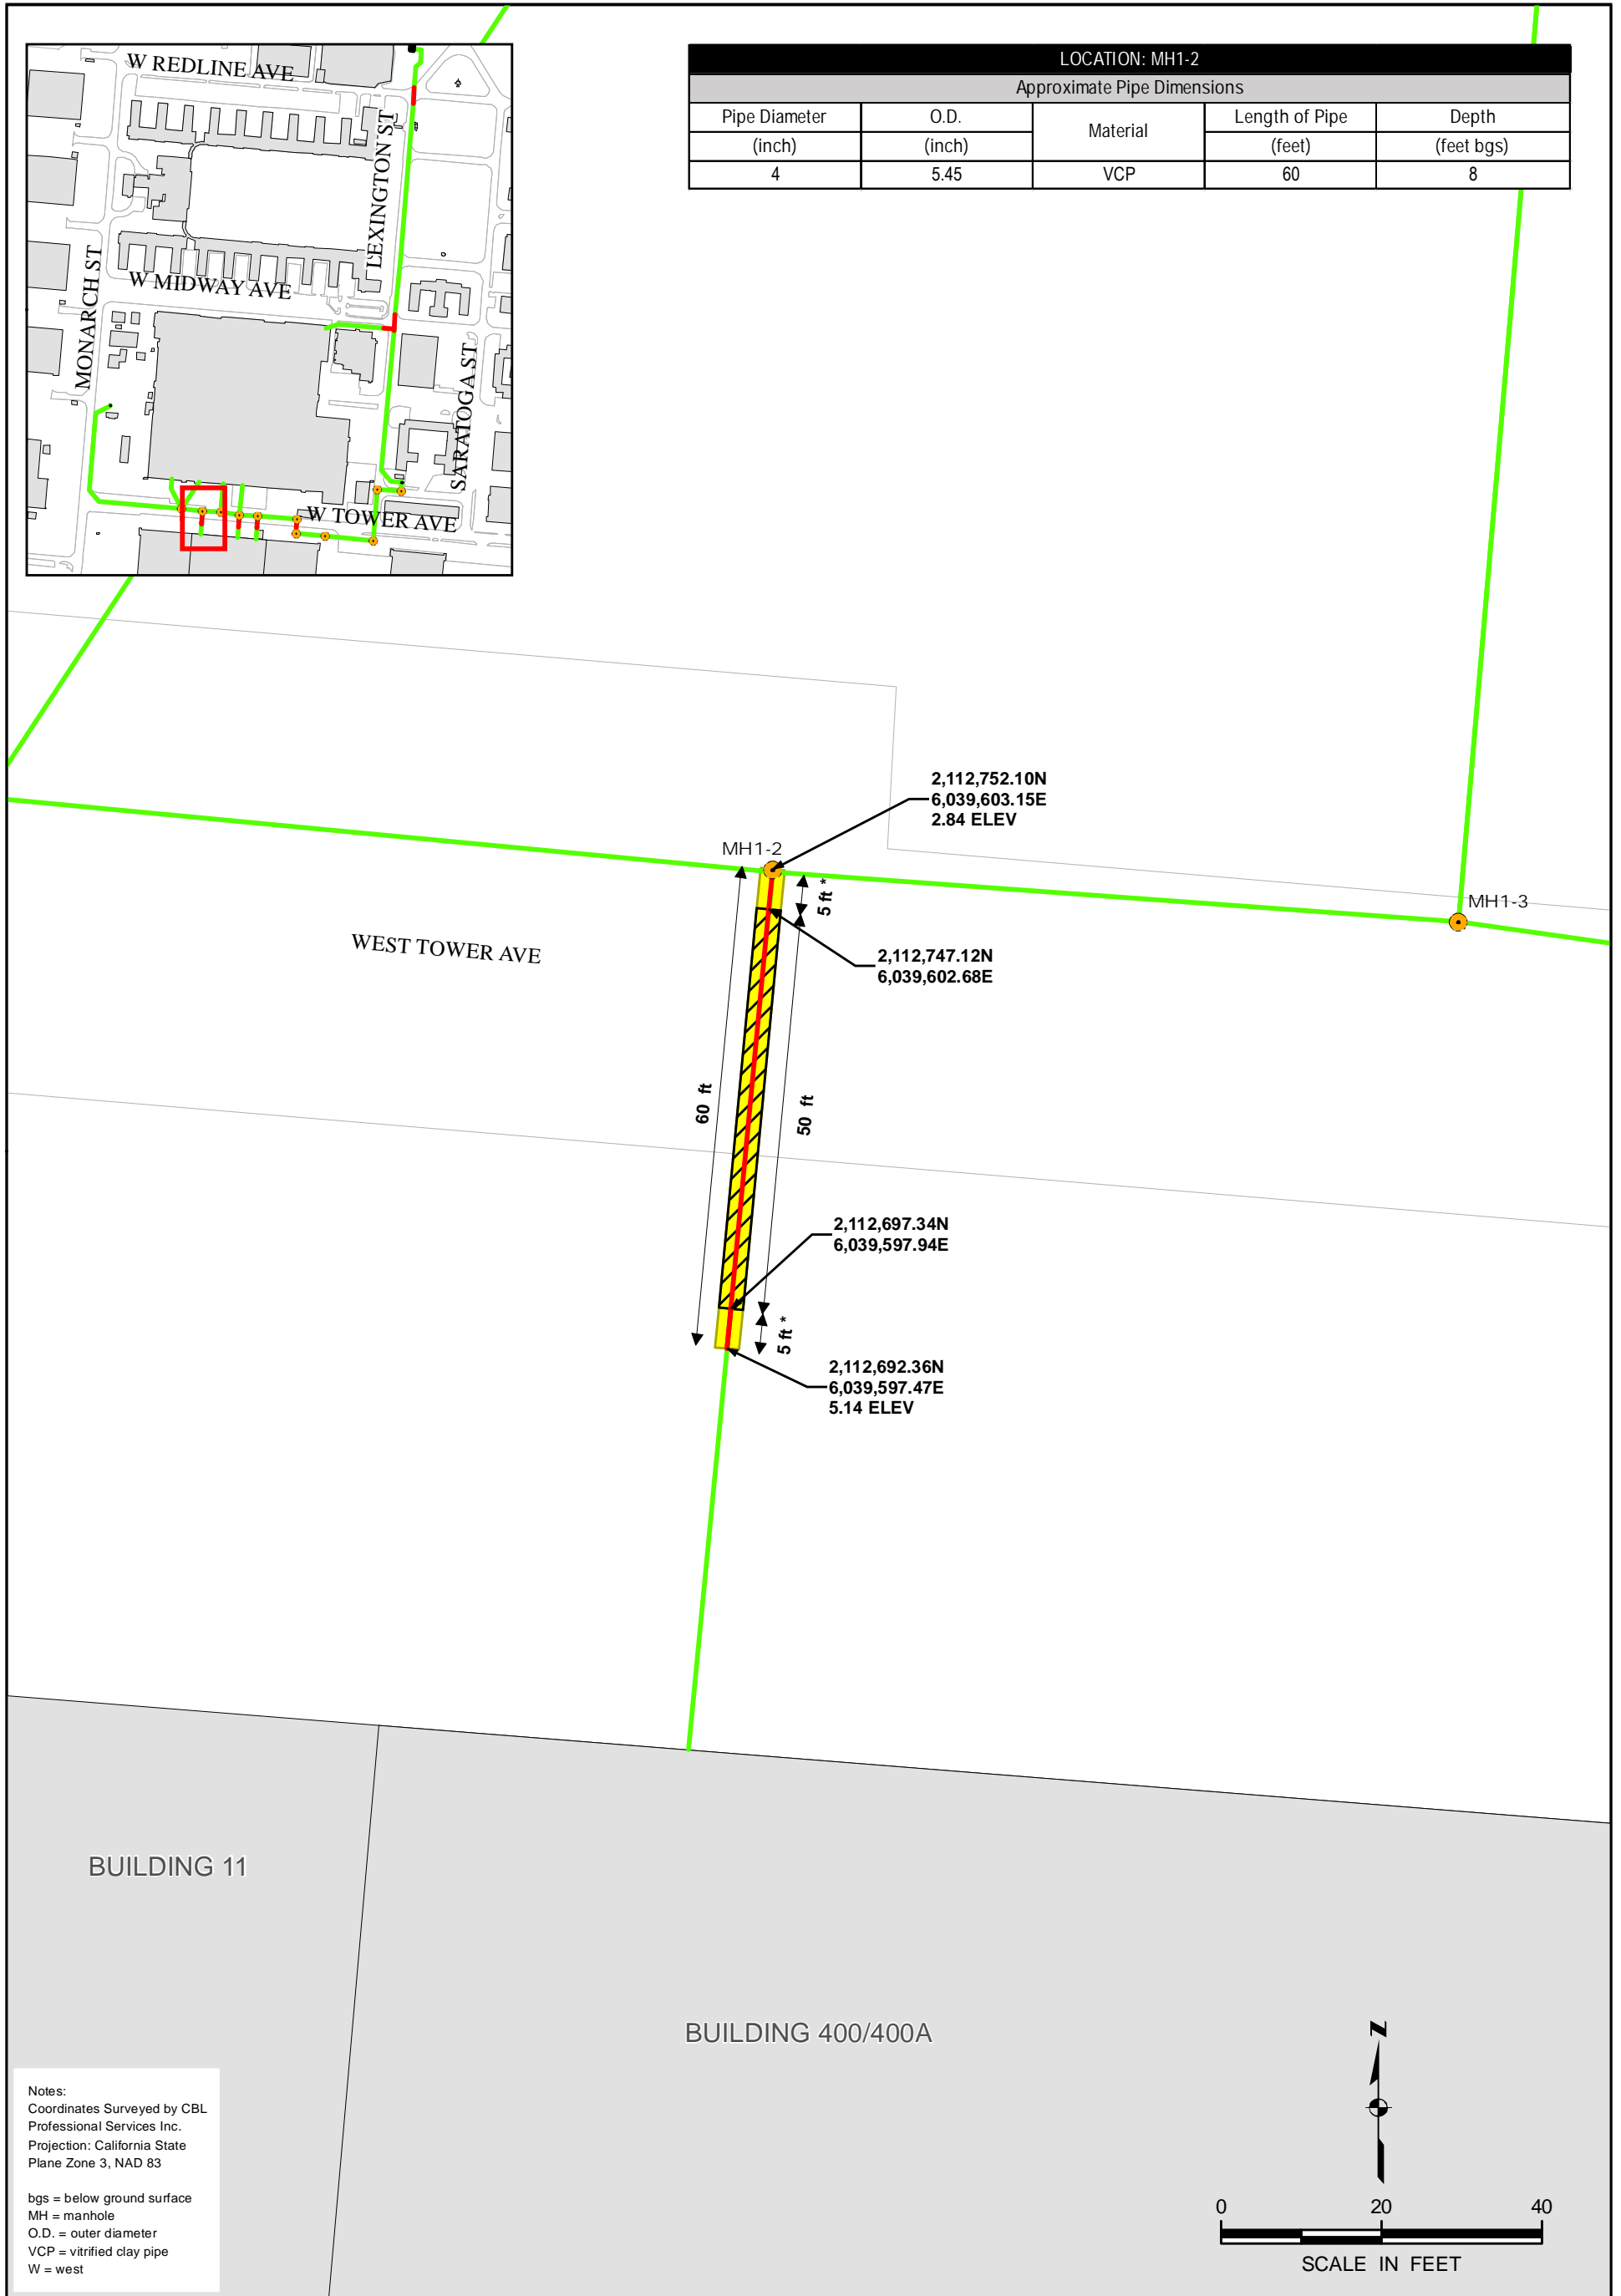 W REDLINE AVE
LEXINGTON ST
MONARCH ST
W MIDWAY AVE
SARATOGA ST
W TOWER AVE
LOCATION: MH1-2
Approximate Pipe Dimensions
Pipe Diameter O.D. Material Length of Pipe Depth
(inch) (inch) (feet) (feet bgs)
4 5.45 VCP 60 8
2,112,752.10N
6,039,603.15E
2.84 ELEV
MH1-2
5 ft *
MH1-3
WEST TOWER AVE
2,112,747.12N
6,039,602.68E
60 ft
50 ft
2,112,697.34N
6,039,597.94E
5 ft *
2,112,692.36N
6,039,597.47E
5.14 ELEV
BUILDING 11
BUILDING 400/400A
Notes:
Coordinates Surveyed by CBL
Professional Services Inc.
Projection: California State
Plane Zone 3, NAD 83
bgs = below ground surface
MH = manhole
O.D. = outer diameter
VCP = vitrified clay pipe
W = west
N
0 20 40
SCALE IN FEET